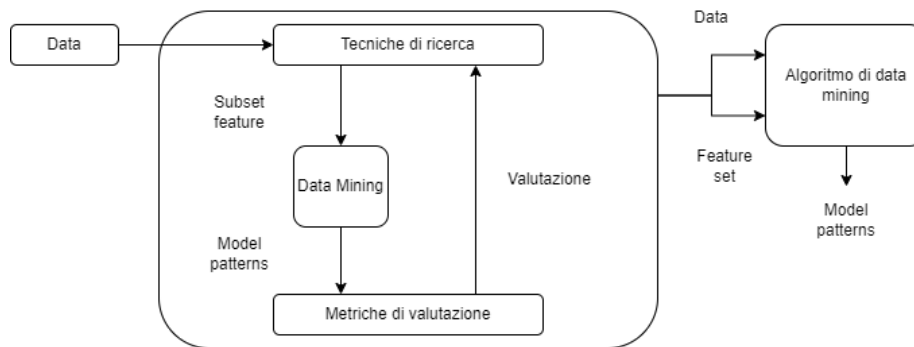 Data
Tecniche di ricerca
Subset
feature
Data Mining
Valutazione
Model
patterns
Metriche di valutazione
Data
Algoritmo di data
mining
Feature
set
Model
patterns